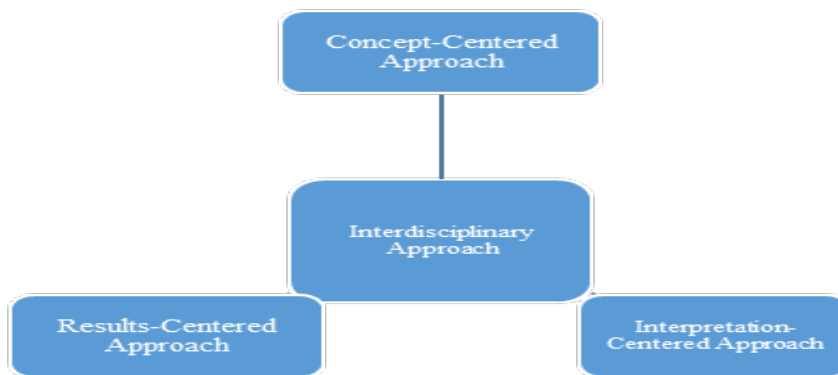 Concept-Centered
Approach
Interdisciplinary
Approach
Results-Centered
Approach
Interpretation-
Centered Approach